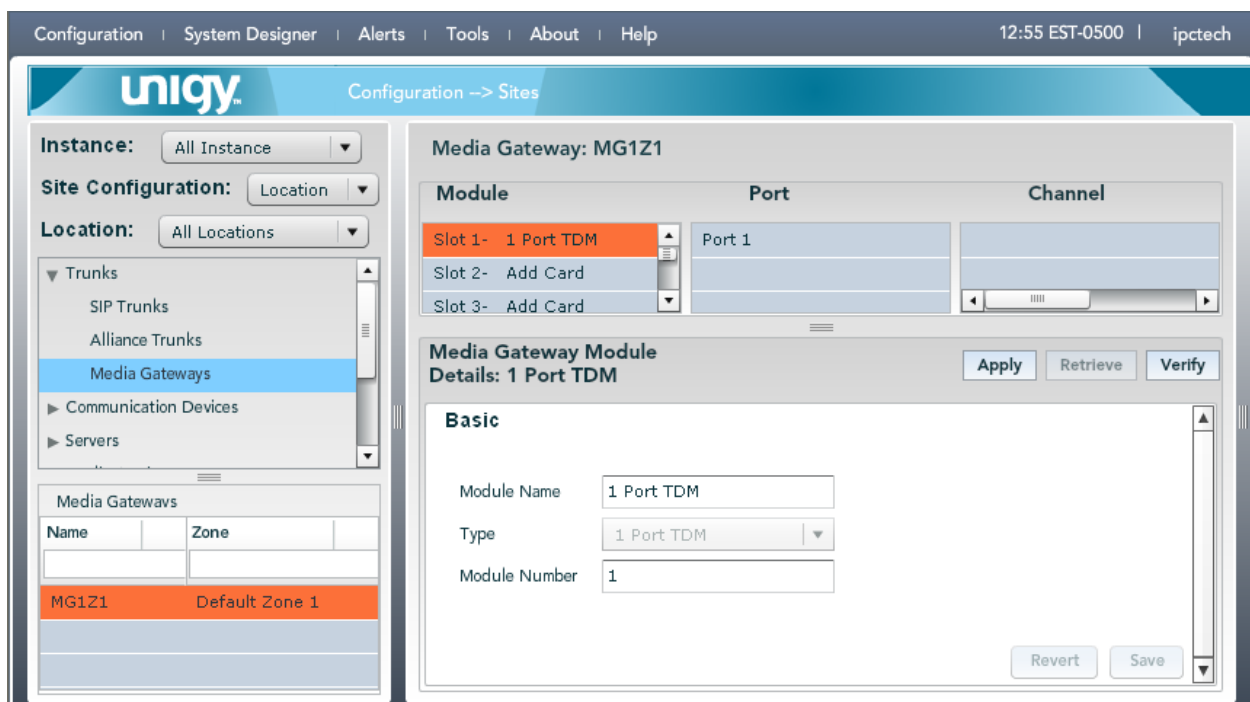 Configuration | System Designer | Alerts | Tools | About | Help 12:55 EST-0500 | ipctech
unigy™ Configuration --> Sites
Instance: All Instance
Site Configuration: Location
Location: All Locations
Trunks
SIP Trunks
Alliance Trunks
Media Gateways
Communication Devices
Servers
Media Gateways
Name Zone
MG1Z1 Default Zone 1
Media Gateway: MG1Z1
Module Port Channel
Slot 1- 1 Port TDM Port 1
Slot 2- Add Card
Slot 3- Add Card
Media Gateway Module
Details: 1 Port TDM
Apply Retrieve Verify
Basic
Module Name 1 Port TDM
Type 1 Port TDM
Module Number 1
Revert Save